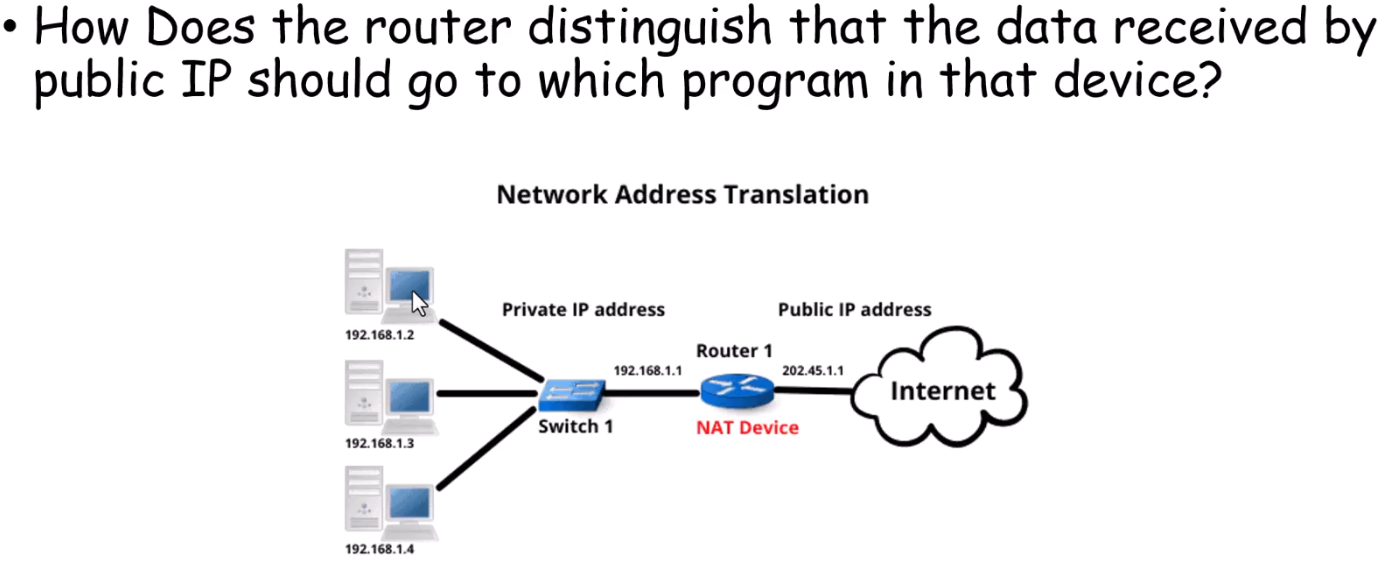 • How Does the router distinguish that the data received by
public IP should go to which program in that device?
Network Address Translation
192.168.1.2
Private IP address
Public IP address
192.168.1.1
Router 1
202.45.1.1
Internet
Switch 1
NAT Device
192.168.1.3
192.168.1.4